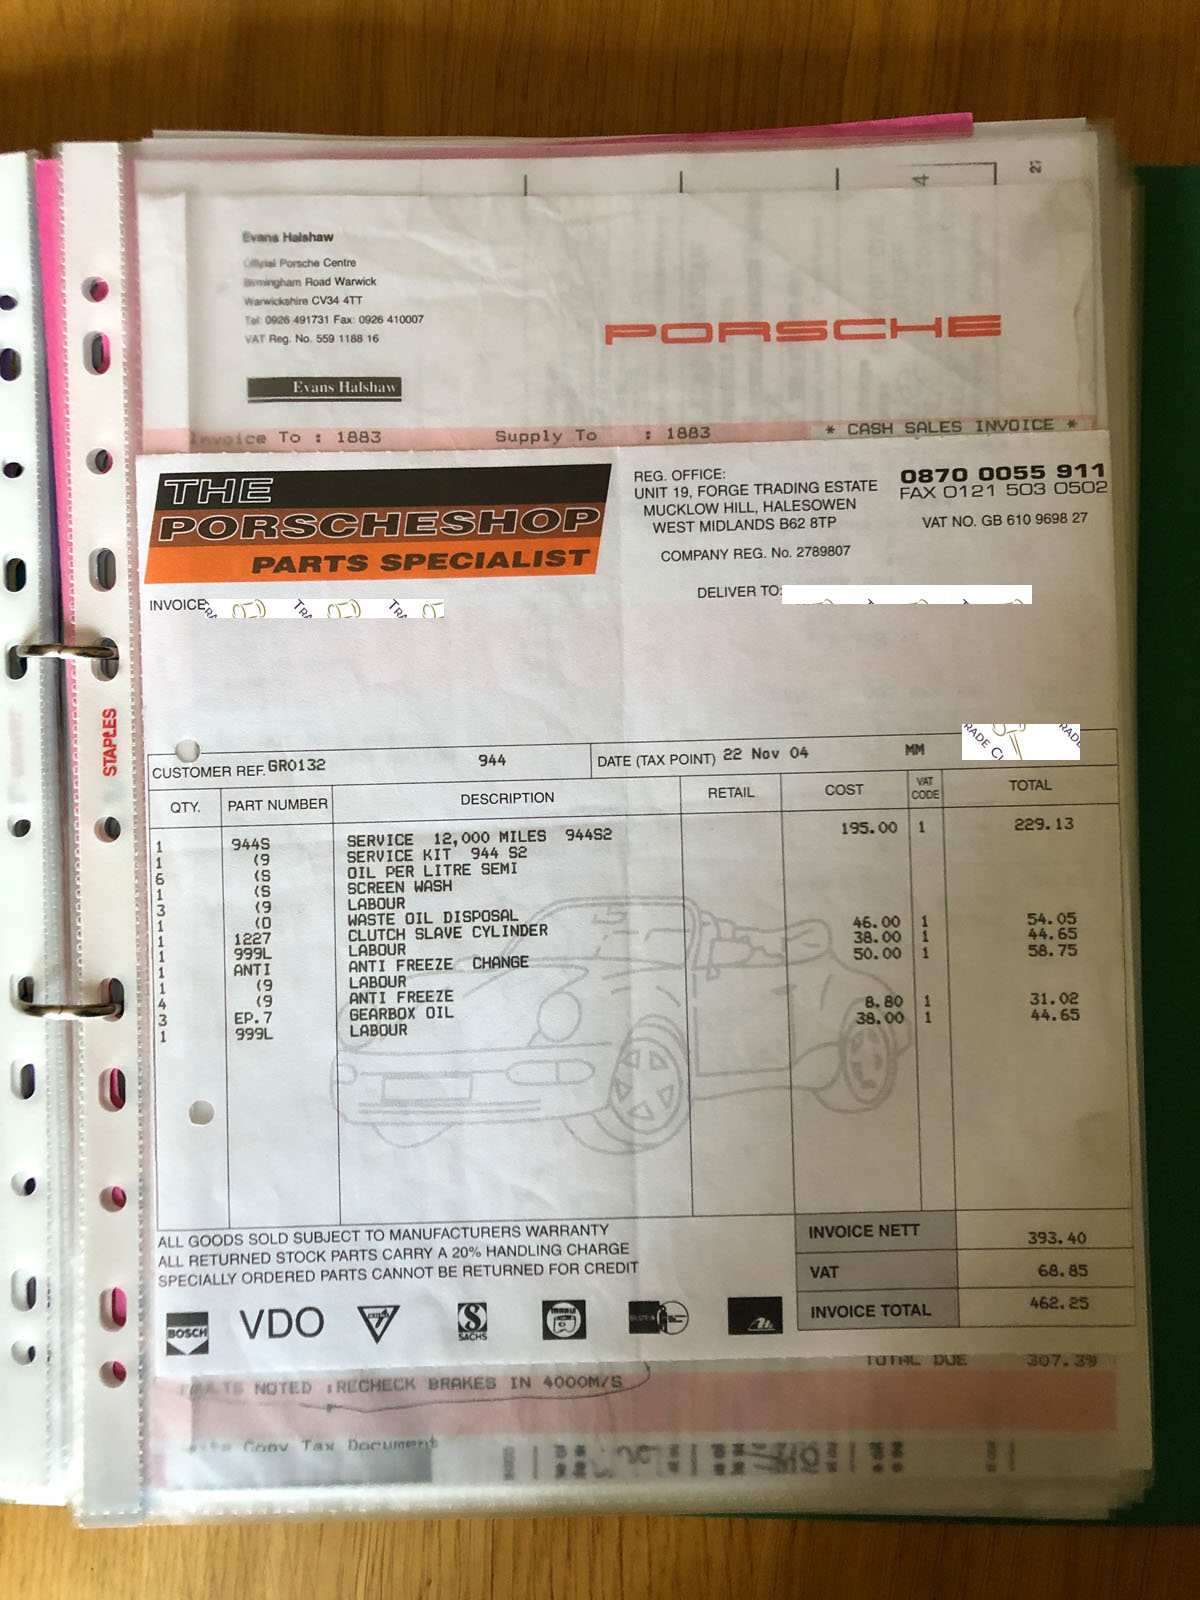 27
4
Evans Halshaw
Official Porsche Centre
Birmingham Road Warwick
Warwickshire CV34 4TT
Tel: 0926 491731 Fax: 0926 410007
VAT Reg. No. 559 1188 16
PORSCHE
Evans Halshaw
Invoice To : 1883 Supply To : 1883 * CASH SALES INVOICE *
THE
PORSCHESHOP
PARTS SPECIALIST
REG. OFFICE:
UNIT 19, FORGE TRADING ESTATE
MUCKLOW HILL, HALESOWEN
WEST MIDLANDS B62 8TP
COMPANY REG. No. 2789807
0870 0055 911
FAX 0121 503 0502
VAT NO. GB 610 9698 27
INVOICE
DELIVER TO:
STAPLES
CUSTOMER REF. GR0132 944 DATE (TAX POINT) 22 Nov 04 MM
QTY. PART NUMBER DESCRIPTION RETAIL COST VAT CODE TOTAL
1 944S SERVICE 12,000 MILES 944S2 195.00 1 229.13
1 (9 SERVICE KIT 944 S2
6 (S OIL PER LITRE SEMI
1 (S SCREEN WASH
3 (9 LABOUR
1 (O WASTE OIL DISPOSAL
1 1227 CLUTCH SLAVE CYLINDER 46.00 1 54.05
1 999L LABOUR 38.00 1 44.65
1 ANTI ANTI FREEZE CHANGE 50.00 1 58.75
1 (9 LABOUR
4 (9 ANTI FREEZE
3 EP.7 GEARBOX OIL 8.80 1 31.02
1 999L LABOUR 38.00 1 44.65
ALL GOODS SOLD SUBJECT TO MANUFACTURERS WARRANTY
ALL RETURNED STOCK PARTS CARRY A 20% HANDLING CHARGE
SPECIALLY ORDERED PARTS CANNOT BE RETURNED FOR CREDIT
INVOICE NETT 393.40
VAT 68.85
INVOICE TOTAL 462.25
BOSCH VDO SACHS MAHLE BILSTEIN
TOTAL DUE 307.39
FAULTS NOTED :RECHECK BRAKES IN 4000M/S
Copy Tax Document